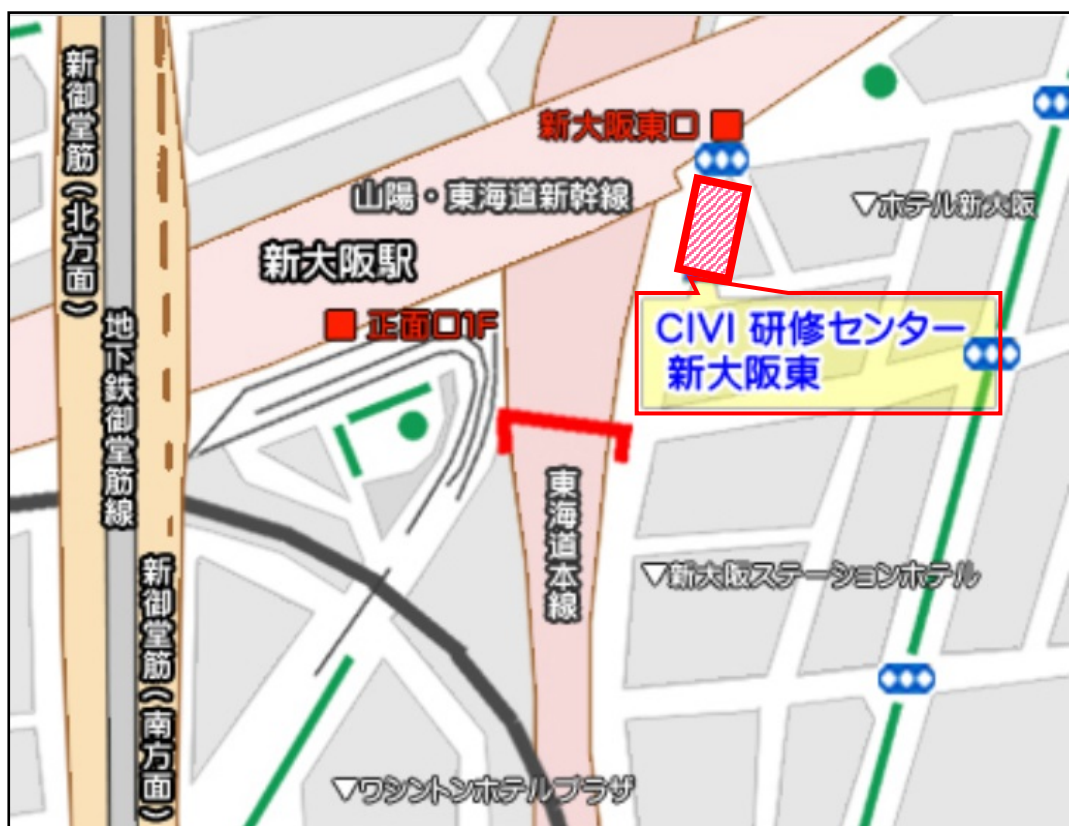 新御堂筋(北方面)
新大阪東口
山陽・東海道新幹線
▽ホテル新大阪
新大阪駅
正面口1F
CIVI 研修センター
新大阪東
地下鉄御堂筋線
東海道本線
新御堂筋(南方面)
▽新大阪ステーションホテル
▽ワシントンホテルプラザ